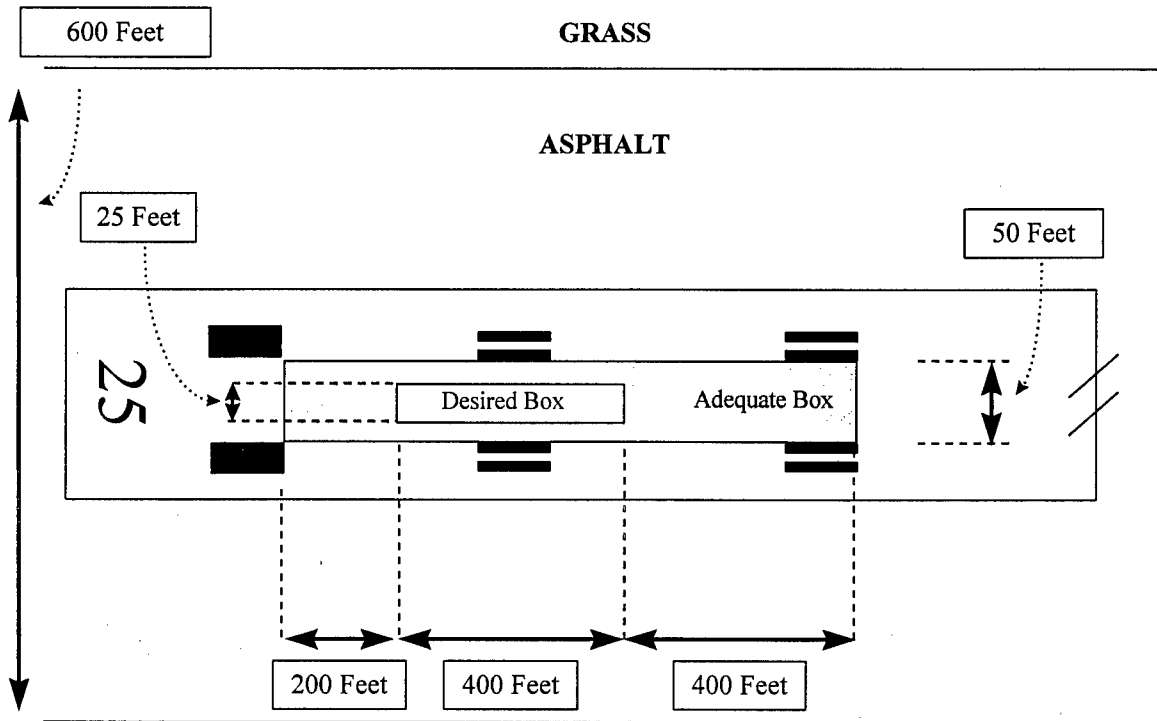 600 Feet
GRASS
ASPHALT
25 Feet
50 Feet
25
Desired Box
Adequate Box
200 Feet
400 Feet
400 Feet